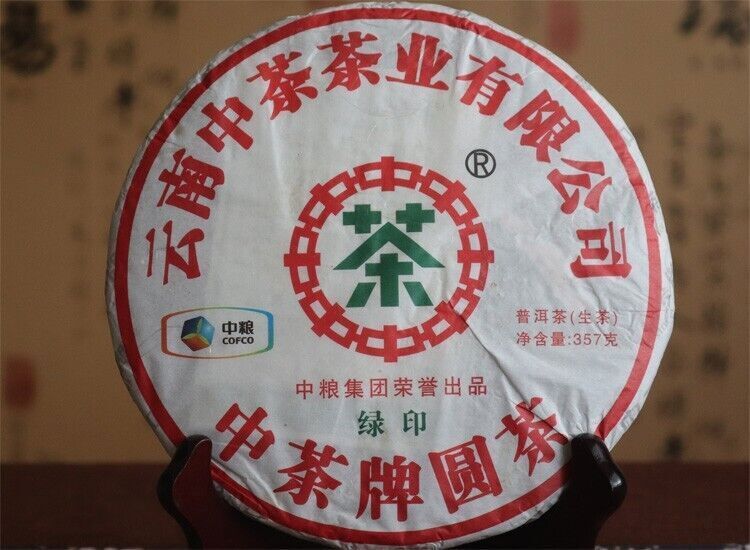 云南中茶茶业有限公司
®
茶
中粮
COFCO
普洱茶(生茶)
净含量:357克
中粮集团荣誉出品
绿印
中茶牌圆茶